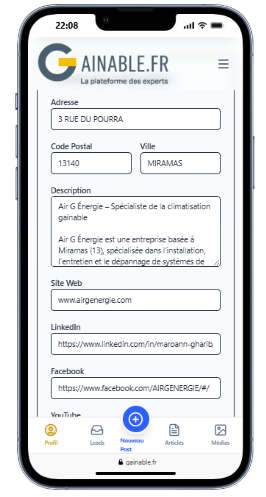 22:08
GAINABLE.FR
La plateforme des experts
Adresse
3 RUE DU POURRA
Code Postal
Ville
13140
MIRAMAS
Description
Air G Énergie – Spécialiste de la climatisation
gainable
Air G Énergie est une entreprise basée à
Miramas (13), spécialisée dans l'installation,
l'entretien et le dépannage de systèmes de
Site Web
www.airgenergie.com
LinkedIn
https://www.linkedin.com/in/maroann-gharib,
Facebook
https://www.facebook.com/AIRGENERGIE/#/
YouTube
Profil
Leads
Nouveau
Post
Articles
Médias
gainable.fr